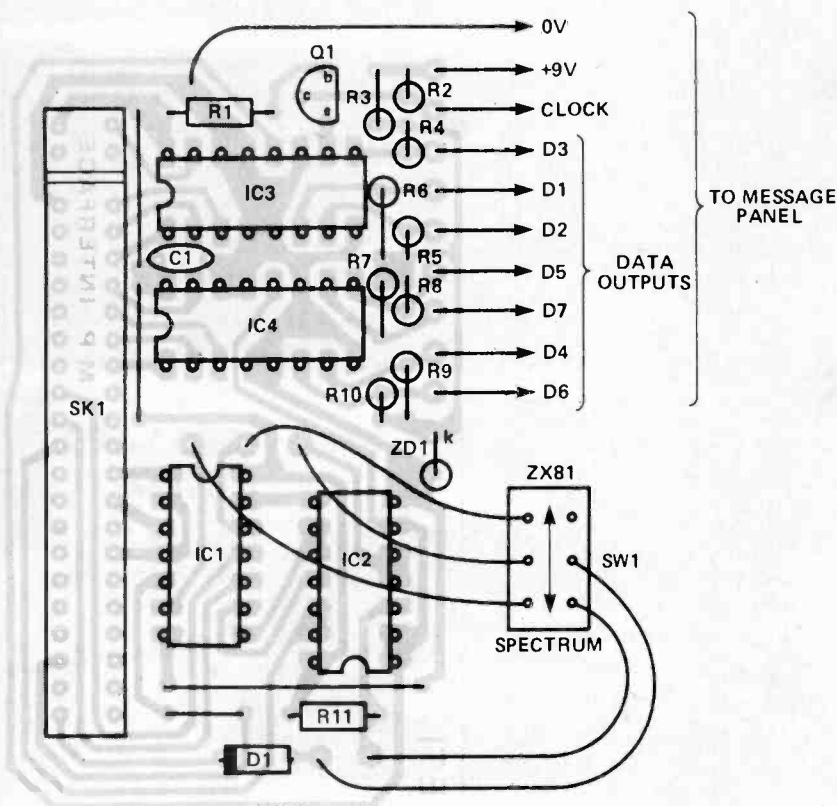 0V
Q1
+9V
b
c
e
R3
R2
R1
CLOCK
R4
D3
IC3
R6
D1
TO MESSAGE
PANEL
D2
C1
R5
R7
D5
DATA
OUTPUTS
R8
IC4
D7
D4
R9
R10
D6
SK1
MP INTERFACE
ZD1
k
ZX81
IC1
IC2
SW1
SPECTRUM
R11
D1